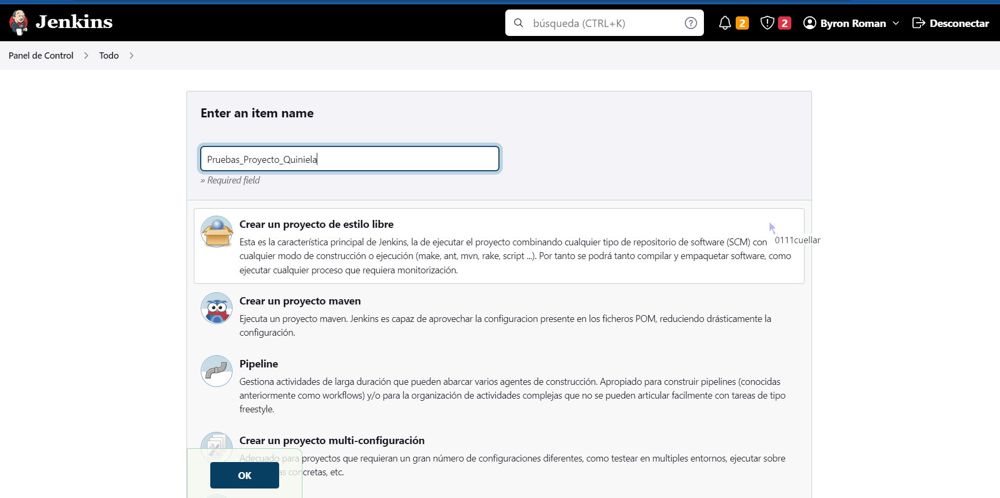 Jenkins
búsqueda (CTRL+K)
?
2
2
Byron Roman
Desconectar
Panel de Control
Todo
Enter an item name
Pruebas_Proyecto_Quiniela
» Required field
Crear un proyecto de estilo libre
Esta es la característica principal de Jenkins, la de ejecutar el proyecto combinando cualquier tipo de repositorio de software (SCM) con
0111cuellar
cualquier modo de construcción o ejecución (make, ant, mvn, rake, script ...). Por tanto se podrá tanto compilar y empaquetar software, como
ejecutar cualquier proceso que requiera monitorización.
Crear un proyecto maven
Ejecuta un proyecto maven. Jenkins es capaz de aprovechar la configuracion presente en los ficheros POM, reduciendo drásticamente la
configuración.
Pipeline
Gestiona actividades de larga duración que pueden abarcar varios agentes de construcción. Apropiado para construir pipelines (conocidas
anteriormente como workflows) y/o para la organización de actividades complejas que no se pueden articular facilmente con tareas de tipo
freestyle.
Crear un proyecto multi-configuración
Adecuado para proyectos que requieran un gran número de configuraciones diferentes, como testear en multiples entornos, ejecutar sobre
concretas, etc.
OK